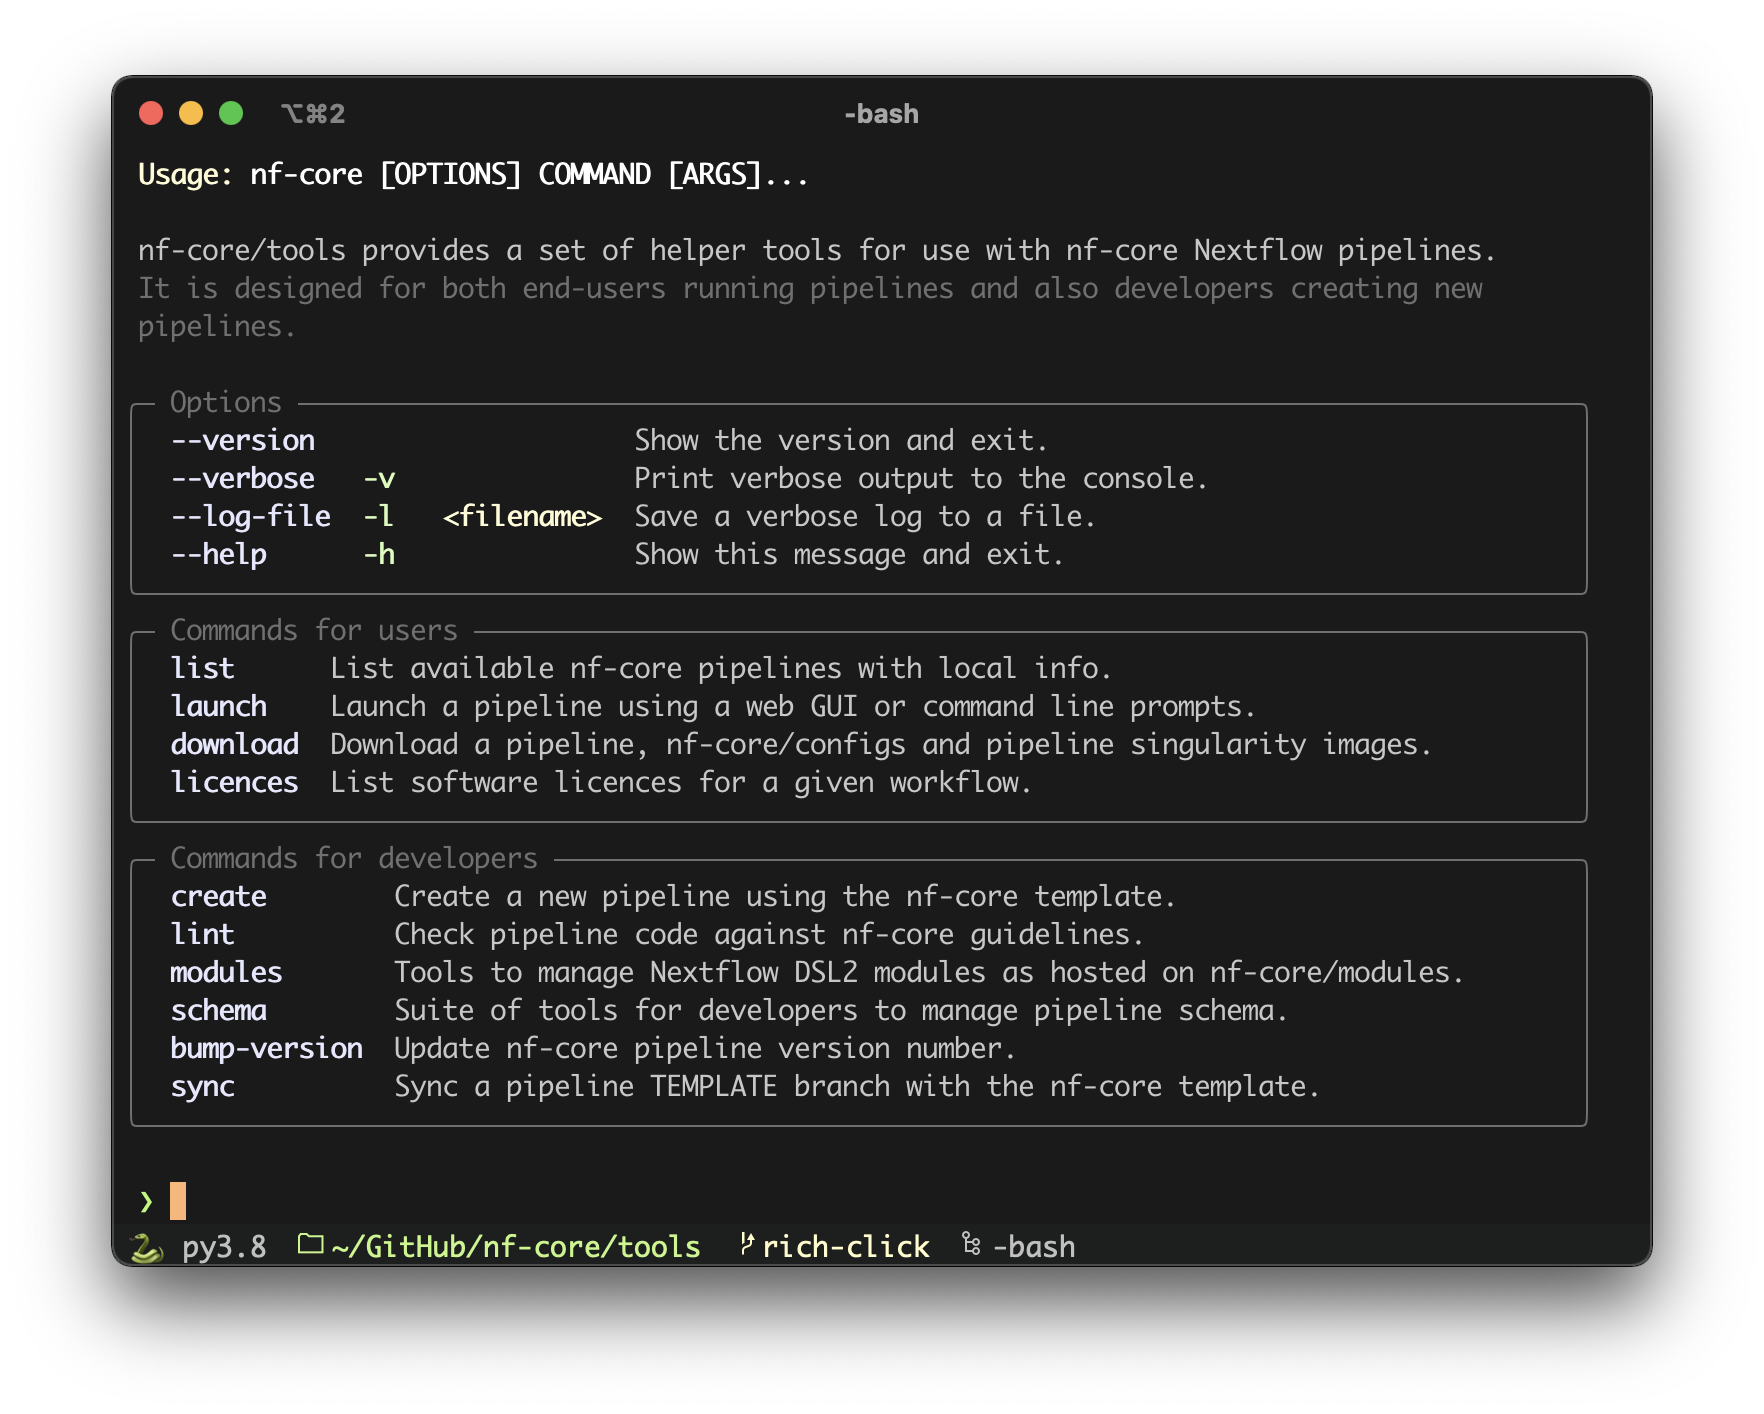 ⌥⌘2 -bash
Usage: nf-core [OPTIONS] COMMAND [ARGS]...
nf-core/tools provides a set of helper tools for use with nf-core Nextflow pipelines.
It is designed for both end-users running pipelines and also developers creating new
pipelines.
Options
--version Show the version and exit.
--verbose -v Print verbose output to the console.
--log-file -l <filename> Save a verbose log to a file.
--help -h Show this message and exit.
Commands for users
list List available nf-core pipelines with local info.
launch Launch a pipeline using a web GUI or command line prompts.
download Download a pipeline, nf-core/configs and pipeline singularity images.
licences List software licences for a given workflow.
Commands for developers
create Create a new pipeline using the nf-core template.
lint Check pipeline code against nf-core guidelines.
modules Tools to manage Nextflow DSL2 modules as hosted on nf-core/modules.
schema Suite of tools for developers to manage pipeline schema.
bump-version Update nf-core pipeline version number.
sync Sync a pipeline TEMPLATE branch with the nf-core template.
❯
py3.8 ~/GitHub/nf-core/tools rich-click -bash